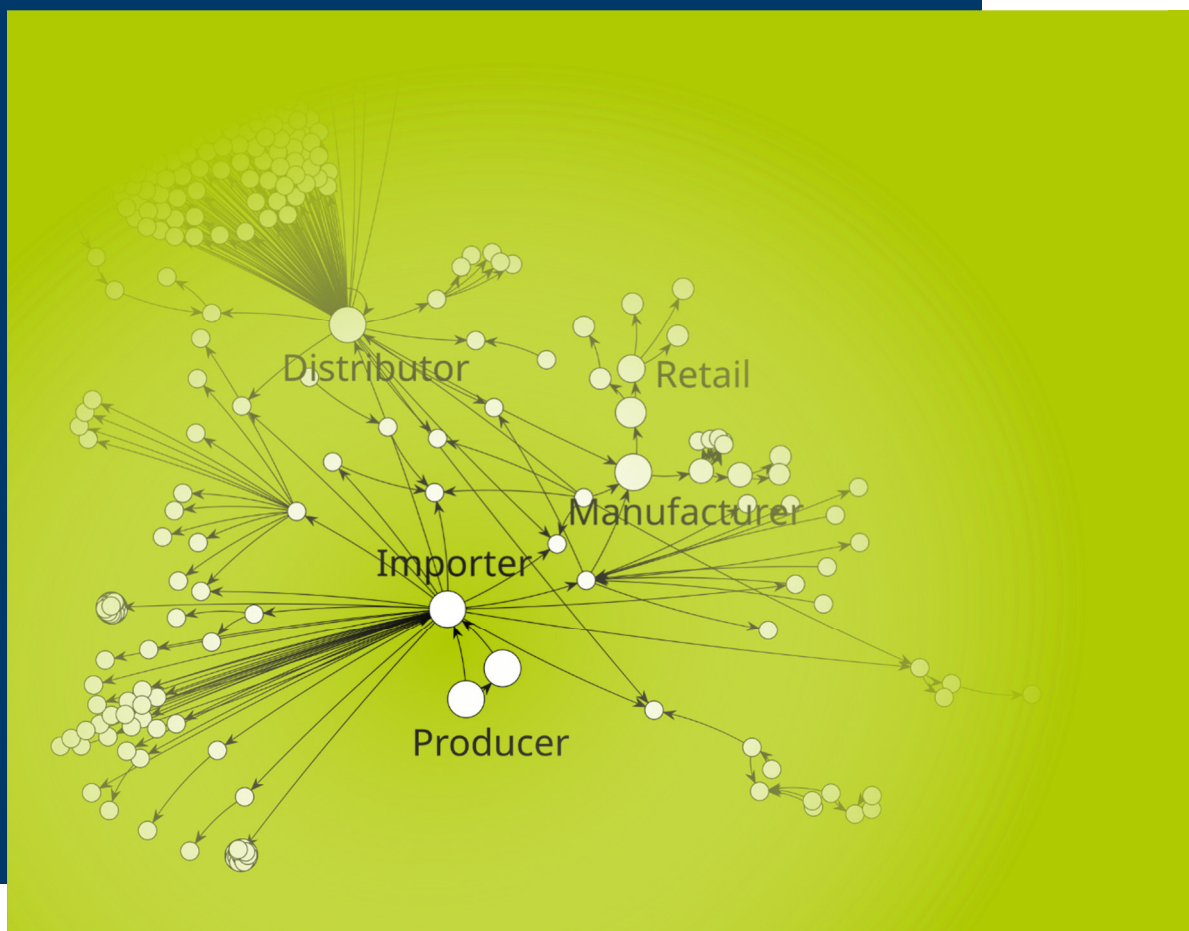 Distributor
Retail
Manufacturer
Importer
Producer